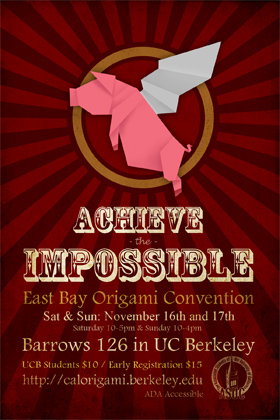 ACHIEVE
- the -
IMPOSSIBLE
East Bay Origami Convention
Sat & Sun; November 16th and 17th
Saturday 10-5pm & Sunday 10-4pm
Barrows 126 in UC Berkeley
UCB Students $10 / Early Registration $15
http://calorigami.berkeley.edu
ADA Accessible